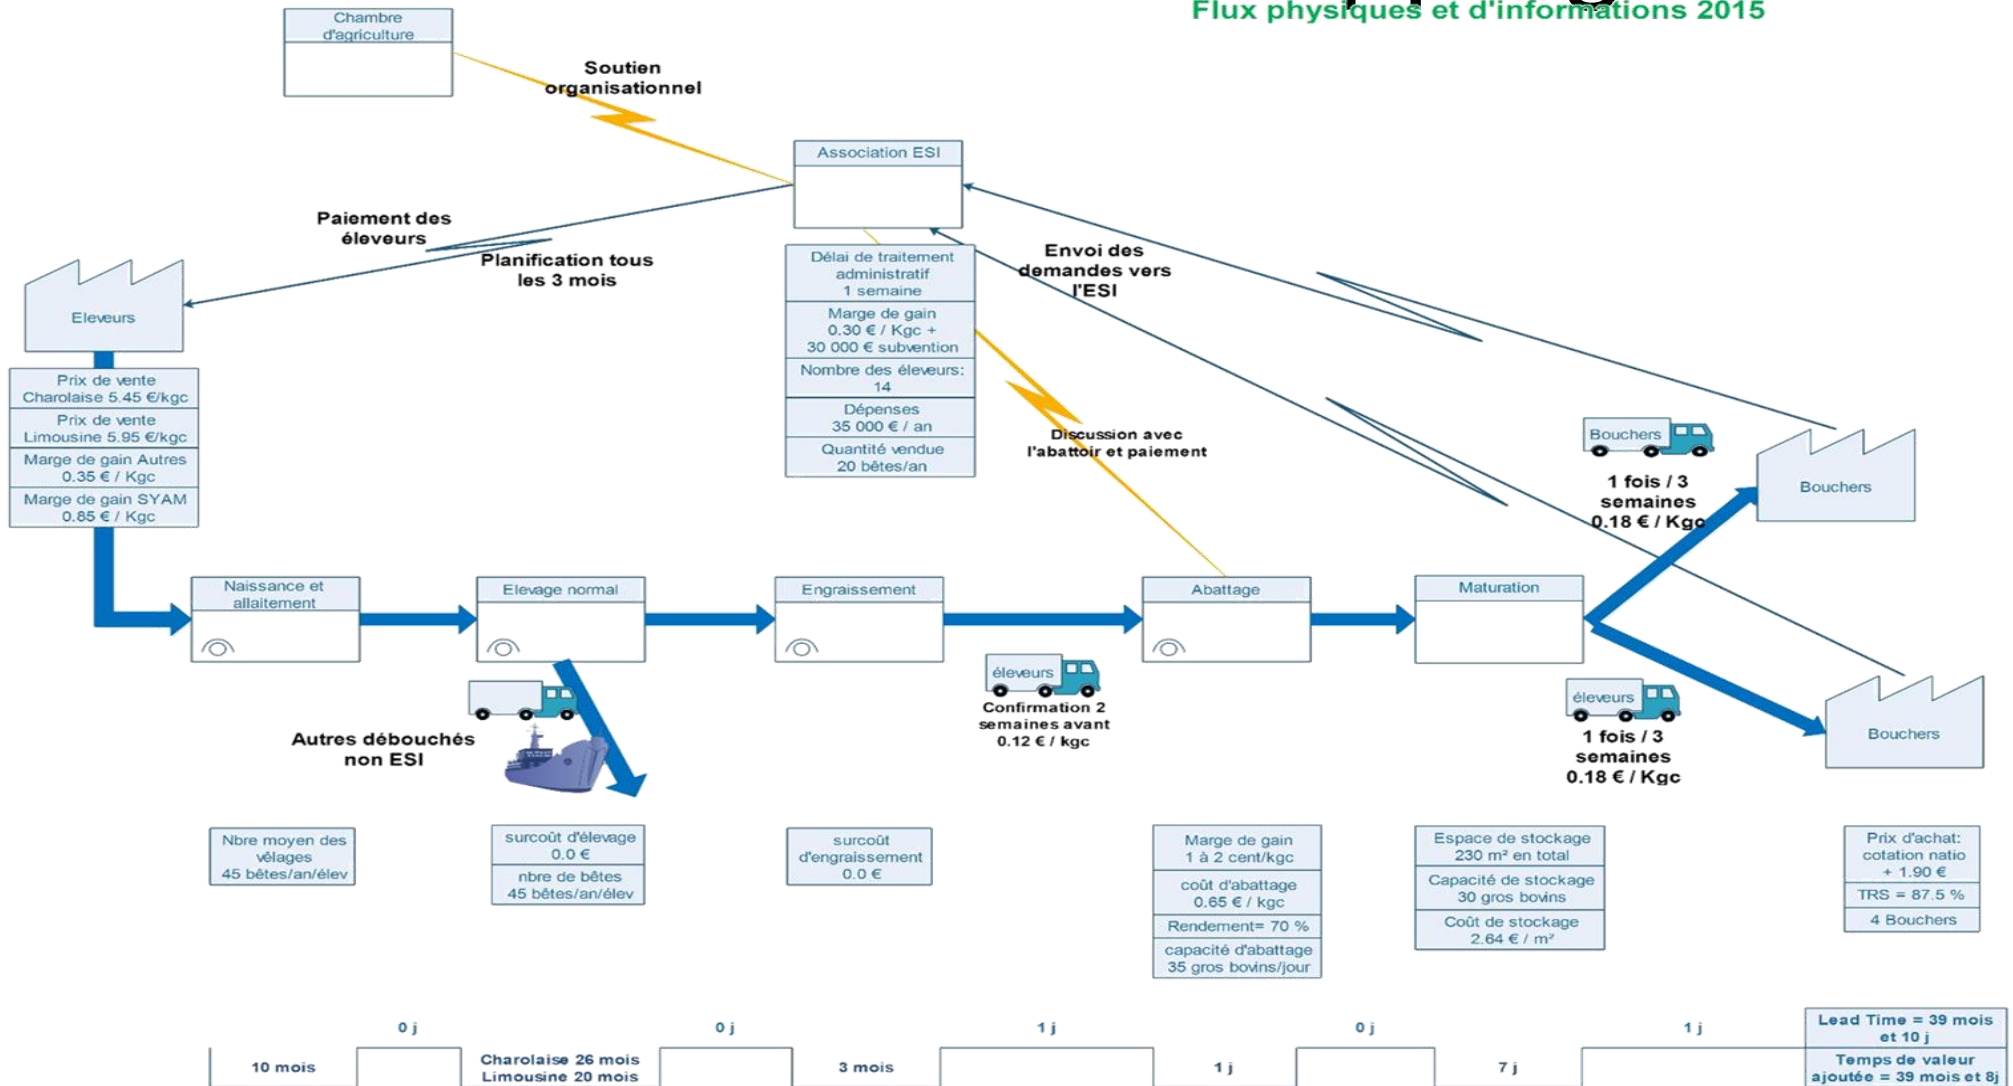 Flux physiques et d'informations 2015
Chambre
d'agriculture
Soutien
organisationnel
Association ESI
Paiement des
éleveurs
Planification tous
les 3 mois
Envoi des
demandes vers
l'ESI
Eleveurs
Prix de vente
Charolaise 5.45 €/kgc
Prix de vente
Limousine 5.95 €/kgc
Marge de gain Autres
0.35 € / Kgc
Marge de gain SYAM
0.85 € / Kgc
Délai de traitement
administratif
1 semaine
Marge de gain
0.30 € / Kgc +
30 000 € subvention
Nombre des éleveurs:
14
Dépenses
35 000 € / an
Quantité vendue
20 bêtes/an
Discussion avec
l'abattoir et paiement
Bouchers
1 fois / 3
semaines
0.18 € / Kgc
Bouchers
Naissance et
allaitement
Elevage normal
Engraissement
Abattage
Maturation
éleveurs
Confirmation 2
semaines avant
0.12 € / kgc
éleveurs
1 fois / 3
semaines
0.18 € / Kgc
Bouchers
Autres débouchés
non ESI
Nbre moyen des
vêlages
45 bêtes/an/élev
surcoût d'élevage
0.0 €
nbre de bêtes
45 bêtes/an/élev
surcoût
d'engraissement
0.0 €
Marge de gain
1 à 2 cent/kgc
coût d'abattage
0.65 € / kgc
Rendement= 70 %
capacité d'abattage
35 gros bovins/jour
Espace de stockage
230 m² en total
Capacité de stockage
30 gros bovins
Coût de stockage
2.64 € / m²
Prix d'achat:
cotation natio
+ 1.90 €
TRS = 87.5 %
4 Bouchers
0 j
0 j
1 j
0 j
1 j
Lead Time = 39 mois
et 10 j
10 mois
Charolaise 26 mois
Limousine 20 mois
3 mois
1 j
7 j
Temps de valeur
ajoutée = 39 mois et 8j